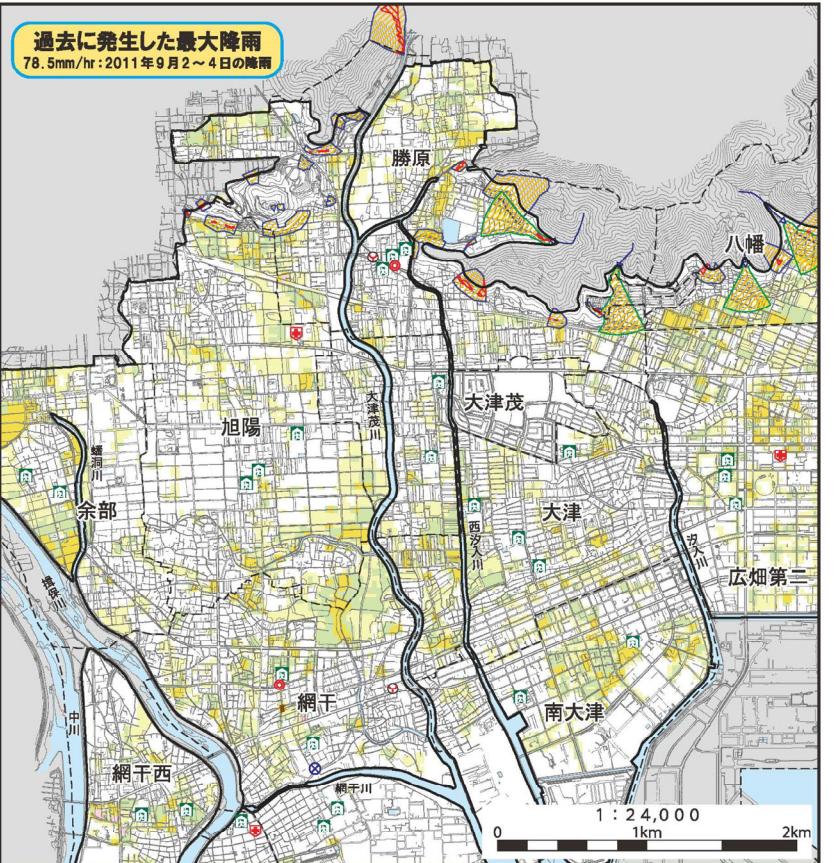 過去に発生した最大降雨
78.5mm/hr:2011年9月2～4日の降雨
勝原
八幡
大津茂川
大津茂
旭陽
蟠洞川
余部
西汐入川
大津
汐入川
広畑第二
揖保川
中川
網干
南大津
網干西
網干川
1:24,000
0 1km 2km